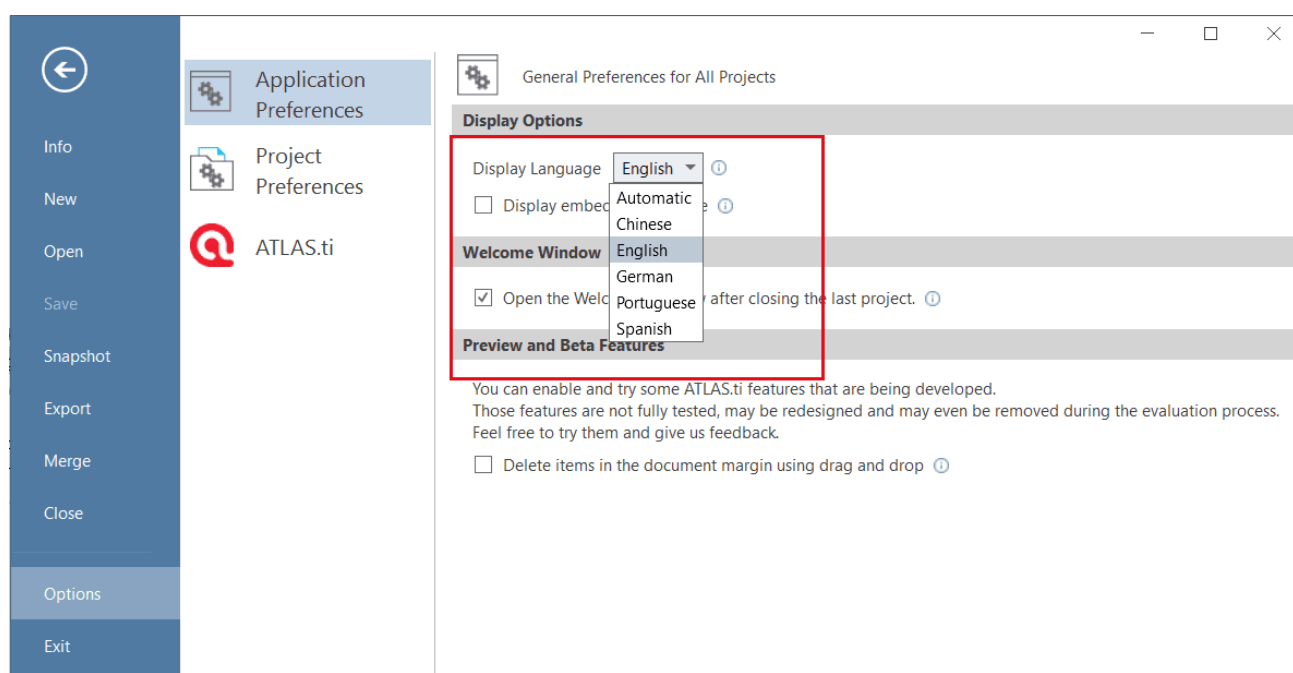 Info
New
Open
Save
Snapshot
Export
Merge
Close
Options
Exit
Application
Preferences
Project
Preferences
ATLAS.ti
General Preferences for All Projects
Display Options
Display Language English
Automatic
Chinese
English
German
Portuguese
Spanish
Display
Welcome Window
Open the after closing the last project.
Preview and Beta Features
You can enable and try some ATLAS.ti features that are being developed.
Those features are not fully tested, may be redesigned and may even be removed during the evaluation process.
Feel free to try them and give us feedback.
Delete items in the document margin using drag and drop